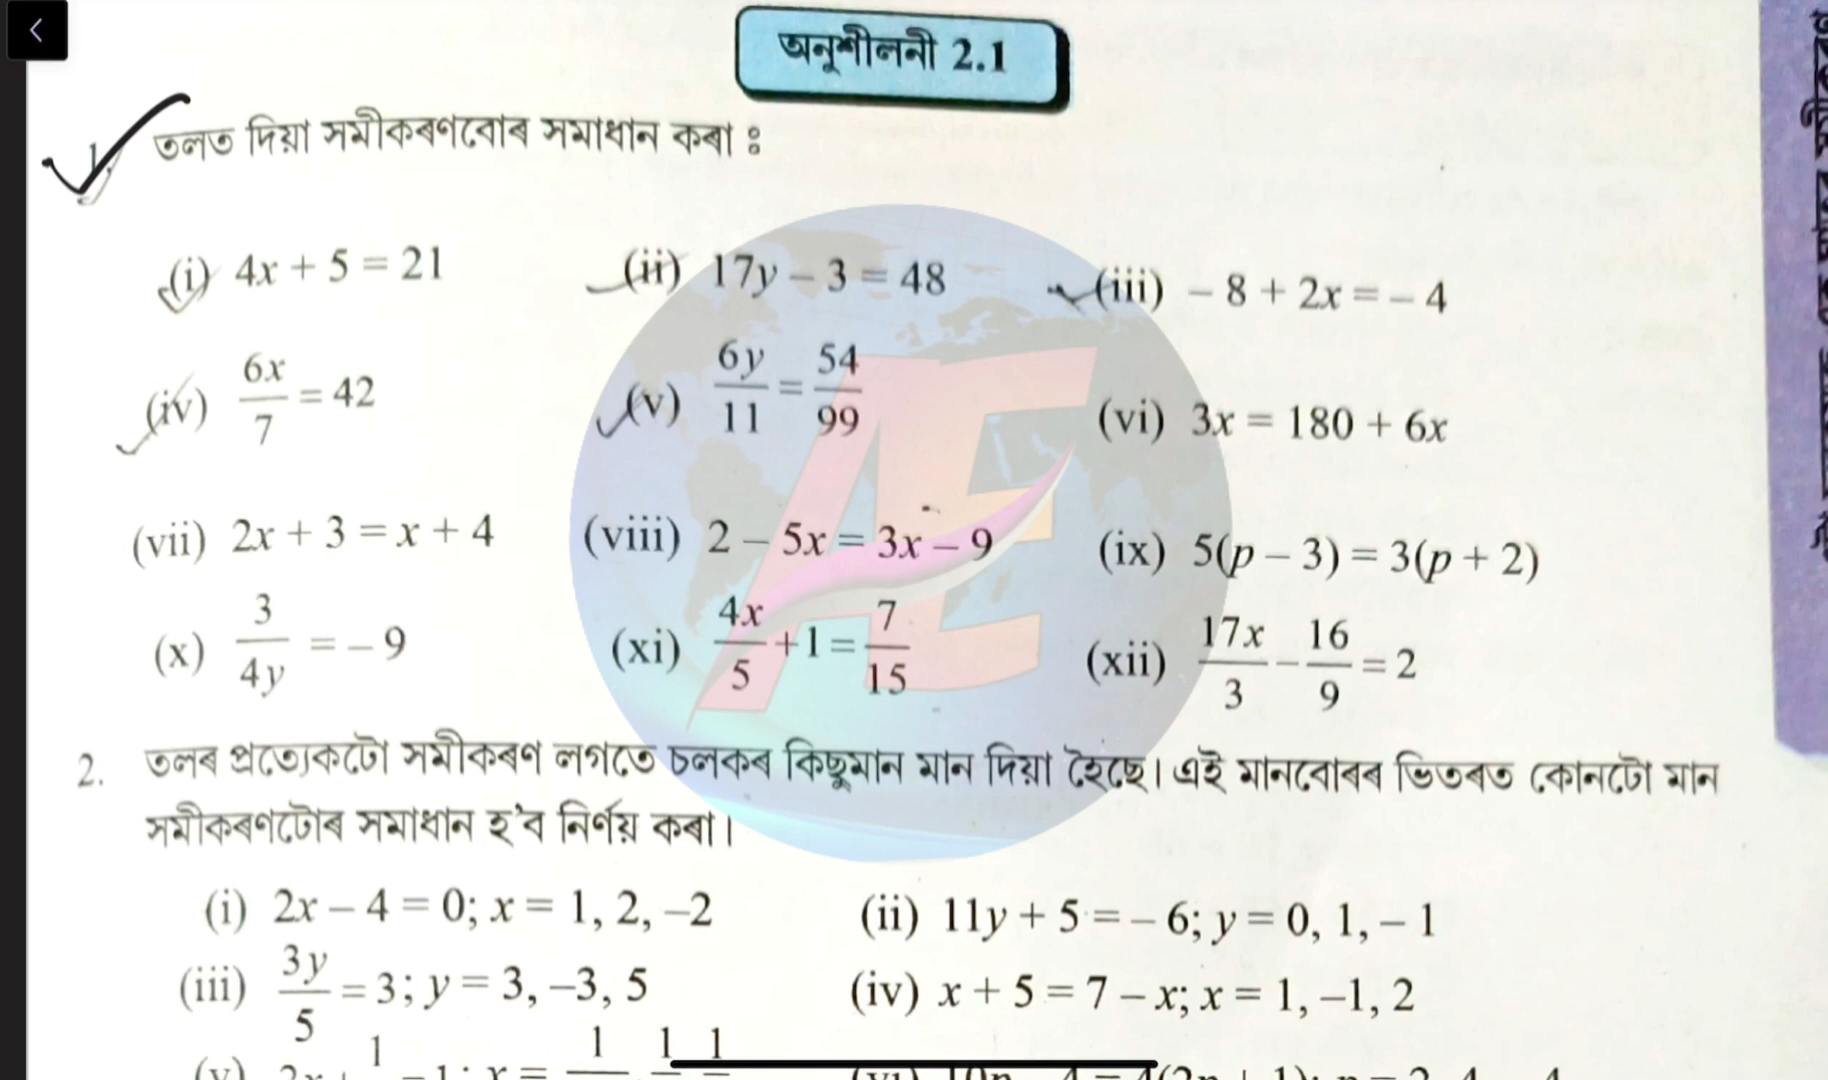 অনুশীলনী 2.1
1. তলত দিয়া সমীকৰণবোৰ সমাধান কৰা :
(i) 4x + 5 = 21 (ii) 17y – 3 = 48 (iii) – 8 + 2x = – 4
(iv) 6x/7 = 42 (v) 6y/11 = 54/99 (vi) 3x = 180 + 6x
(vii) 2x + 3 = x + 4 (viii) 2 – 5x = 3x – 9 (ix) 5(p – 3) = 3(p + 2)
(x) 3/4y = – 9 (xi) 4x/5 + 1 = 7/15 (xii) 17x/3 – 16/9 = 2
2. তলৰ প্ৰত্যেকটো সমীকৰণ লগতে চলকৰ কিছুমান মান দিয়া হৈছে। এই মানবোৰৰ ভিতৰত কোনটো মান
সমীকৰণটোৰ সমাধান হ'ব নিৰ্ণয় কৰা।
(i) 2x – 4 = 0; x = 1, 2, –2 (ii) 11y + 5 = – 6; y = 0, 1, – 1
(iii) 3y/5 = 3; y = 3, –3, 5 (iv) x + 5 = 7 – x; x = 1, –1, 2
AE